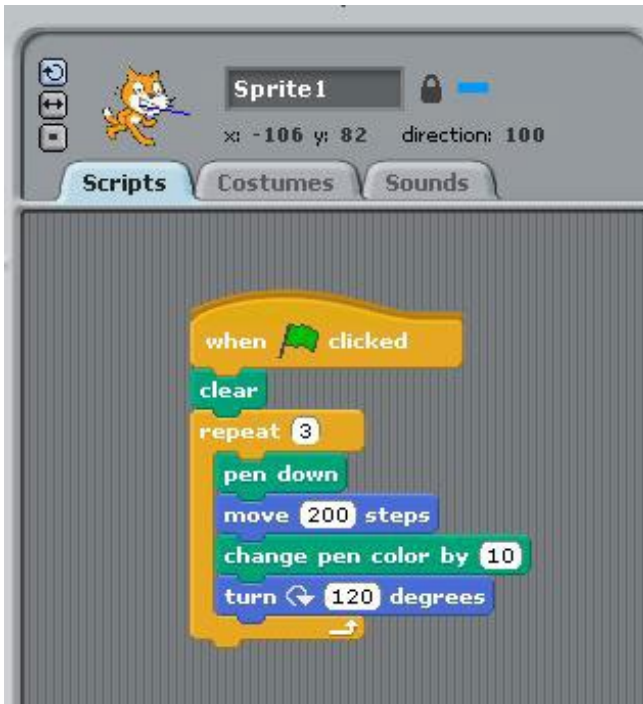 Sprite1
x: -106 y: 82 direction: 100
Scripts Costumes Sounds
when clicked
clear
repeat 3
pen down
move 200 steps
change pen color by 10
turn 120 degrees